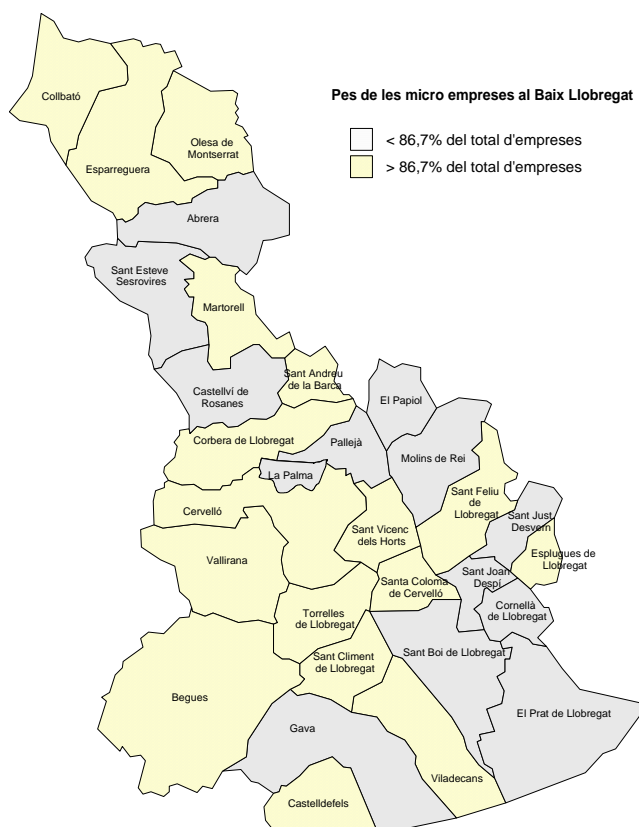 Pes de les micro empreses al Baix Llobregat
< 86,7% del total d'empreses
> 86,7% del total d'empreses
Collbató
Olesa de
Montserrat
Esparreguera
Abrera
Sant Esteve
Sesrovires
Martorell
Sant Andreu
de la Barca
Castellví de
Rosanes
El Papiol
Corbera de Llobregat
Pallejà
Molins de Rei
La Palma
Sant Feliu
de
Llobregat
Cervelló
Sant Just
Desvern
Sant Vicenc
dels Horts
Esplugues de
Llobregat
Vallirana
Sant Joan
Despí
Santa Coloma
de Cervelló
Cornellà
de Llobregat
Torrelles
de Llobregat
Sant Climent
de Llobregat
Sant Boi de Llobregat
Begues
El Prat de Llobregat
Gava
Viladecans
Castelldefels